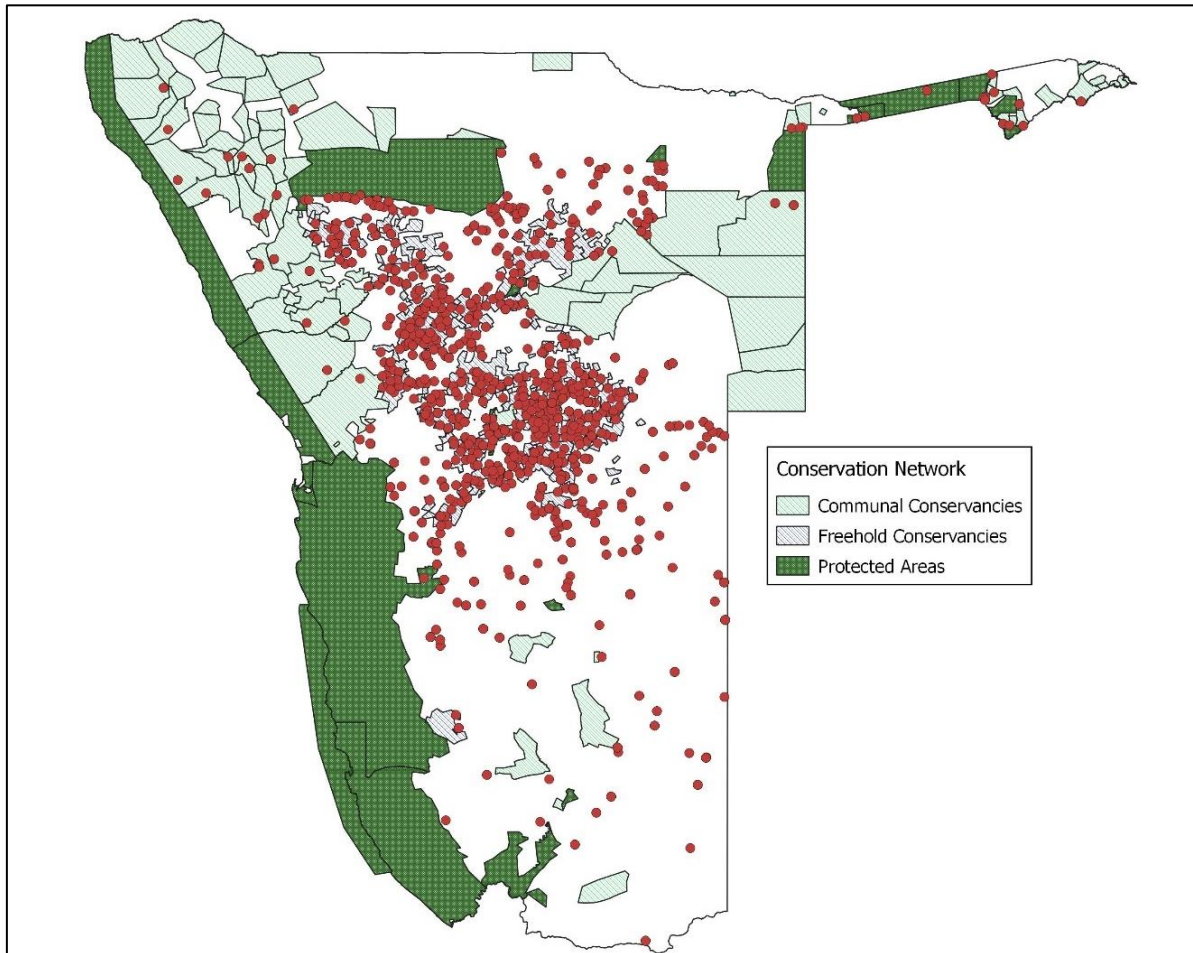 Conservation Network
Communal Conservancies
Freehold Conservancies
Protected Areas